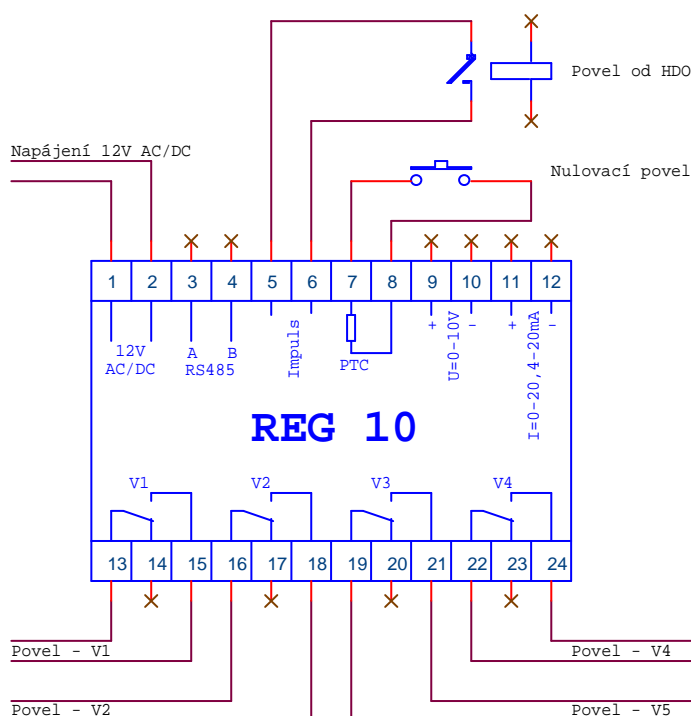 Povel od HDO
Napájení 12V AC/DC
Nulovací povel
1 2 3 4 5 6 7 8 9 10 11 12
+ - + -
12V
AC/DC
A B
RS485
Impuls
PTC
U=0-10V
I=0-20,4-20mA
REG 10
V1 V2 V3 V4
13 14 15 16 17 18 19 20 21 22 23 24
Povel - V1 Povel - V4
Povel - V2 Povel - V5